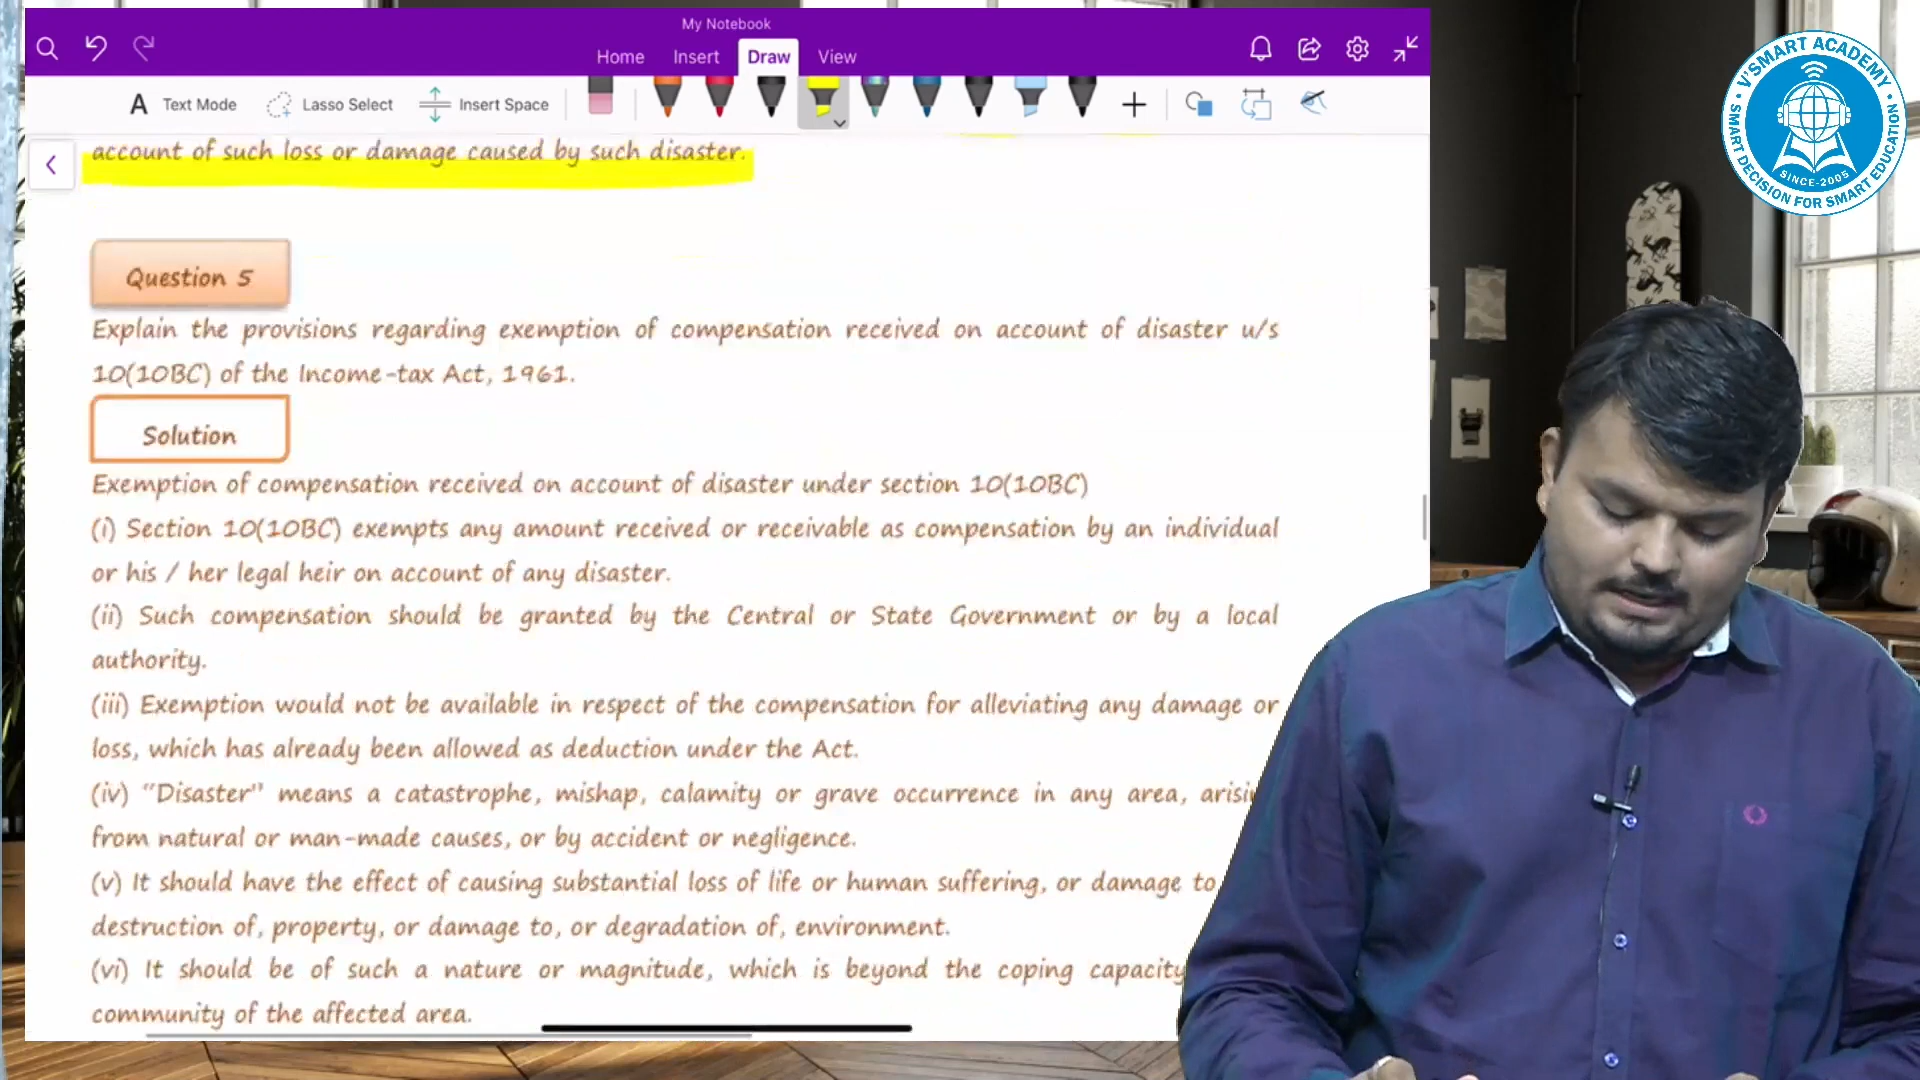 My Notebook
Home Insert Draw View
A Text Mode Lasso Select Insert Space
account of such loss or damage caused by such disaster.
Question 5
Explain the provisions regarding exemption of compensation received on account of disaster u/s
10(10BC) of the Income-tax Act, 1961.
Solution
Exemption of compensation received on account of disaster under section 10(10BC)
(i) Section 10(10BC) exempts any amount received or receivable as compensation by an individual
or his / her legal heir on account of any disaster.
(ii) Such compensation should be granted by the Central or State Government or by a local
authority.
(iii) Exemption would not be available in respect of the compensation for alleviating any damage or
loss, which has already been allowed as deduction under the Act.
(iv) "Disaster" means a catastrophe, mishap, calamity or grave occurrence in any area,
from natural or man-made causes, or by accident or negligence.
(v) It should have the effect of causing substantial loss of life or human suffering, or damage to
destruction of, property, or damage to, or degradation of, environment.
(vi) It should be of such a nature or magnitude, which is beyond the coping capacity
community of the affected area.
V'SMART ACADEMY
SINCE-2005
SMART DECISION FOR SMART EDUCATION